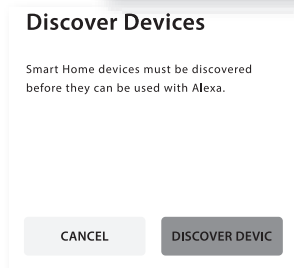 Discover Devices
Smart Home devices must be discovered
before they can be used with Alexa.
CANCEL
DISCOVER DEVIC